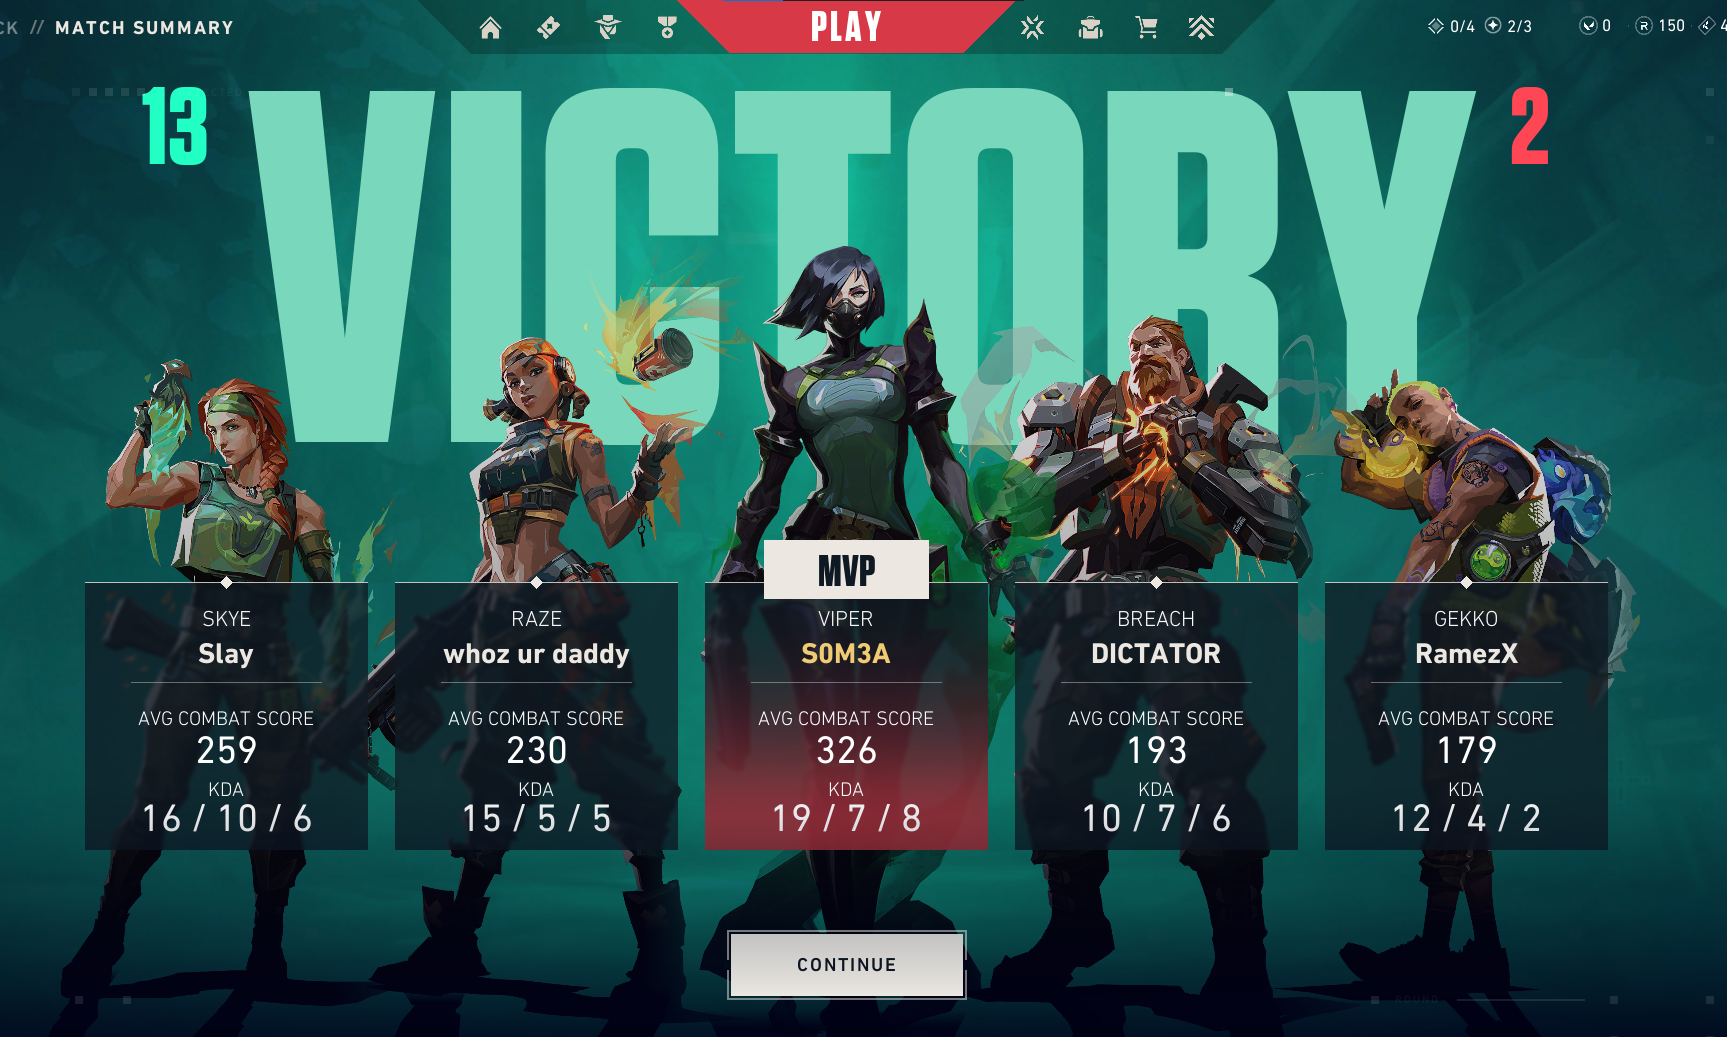 CK // MATCH SUMMARY
PLAY
0/4 2/3 0 150 4
13 VICTORY 2
MVP
SKYE
Slay
AVG COMBAT SCORE
259
KDA
16 / 10 / 6
RAZE
whoz ur daddy
AVG COMBAT SCORE
230
KDA
15 / 5 / 5
VIPER
S0M3A
AVG COMBAT SCORE
326
KDA
19 / 7 / 8
BREACH
DICTATOR
AVG COMBAT SCORE
193
KDA
10 / 7 / 6
GEKKO
RamezX
AVG COMBAT SCORE
179
KDA
12 / 4 / 2
CONTINUE
ROUND